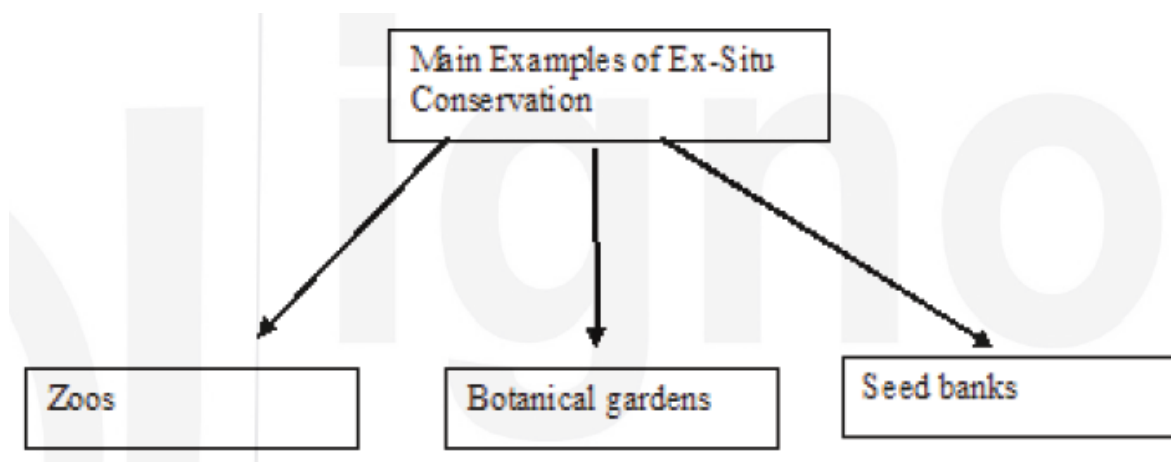 Main Examples of Ex-Situ
Conservation
Zoos
Botanical gardens
Seed banks